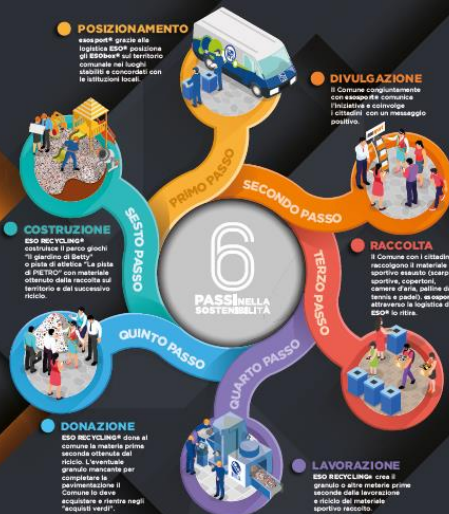 POSIZIONAMENTO
esosport® grazie alla
logistica ESO® posiziona
gli ESObox® sul territorio
comunale nei luoghi
stabiliti e concordati con
le istituzioni locali.
DIVULGAZIONE
Il Comune congiuntamente
con esosport® comunica
l'iniziativa e coinvolge
i cittadini con un messaggio
positivo.
PRIMO PASSO
SECONDO PASSO
SESTO PASSO
TERZO PASSO
6
PASSI NELLA
SOSTENIBILITÀ
COSTRUZIONE
ESO RECYCLING®
costruisce il parco giochi
"Il giardino di Betty"
o pista di atletica "La pista
di PIETRO" con materiale
ottenuto dalla raccolta sul
territorio e dal successivo
riciclo.
RACCOLTA
Il Comune con i cittadini
raccolgono il materiale
sportivo esausto (scarpe
sportive, copertoni,
camere d'aria, palline da
tennis e padel). esosport
attraverso la logistica di
ESO® lo ritira.
QUINTO PASSO
QUARTO PASSO
DONAZIONE
ESO RECYCLING® dona al
comune la materia prima
seconda ottenuta dal
riciclo. L'eventuale
granulo mancante per
completare la
pavimentazione il
Comune lo deve
acquistare e rientra negli
"acquisti verdi".
LAVORAZIONE
ESO RECYCLING® crea il
granulo o altre materie prime
seconde dalla lavorazione
e riciclo del materiale
sportivo raccolto.